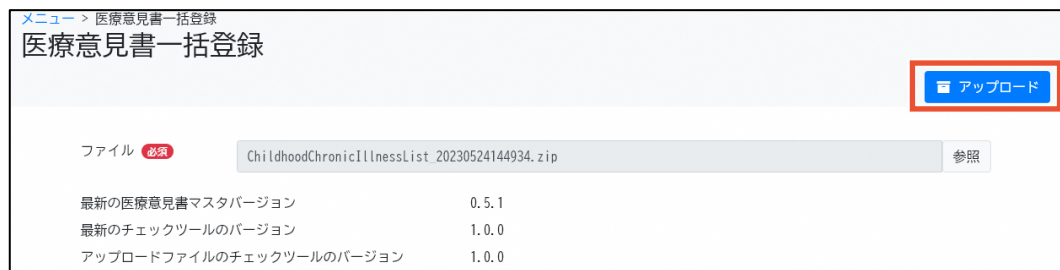 メニュー > 医療意見書一括登録
医療意見書一括登録
アップロード
ファイル 必須 ChildhoodChronicIllnessList_20230524144934.zip 参照
最新の医療意見書マスタバージョン 0.5.1
最新のチェックツールのバージョン 1.0.0
アップロードファイルのチェックツールのバージョン 1.0.0